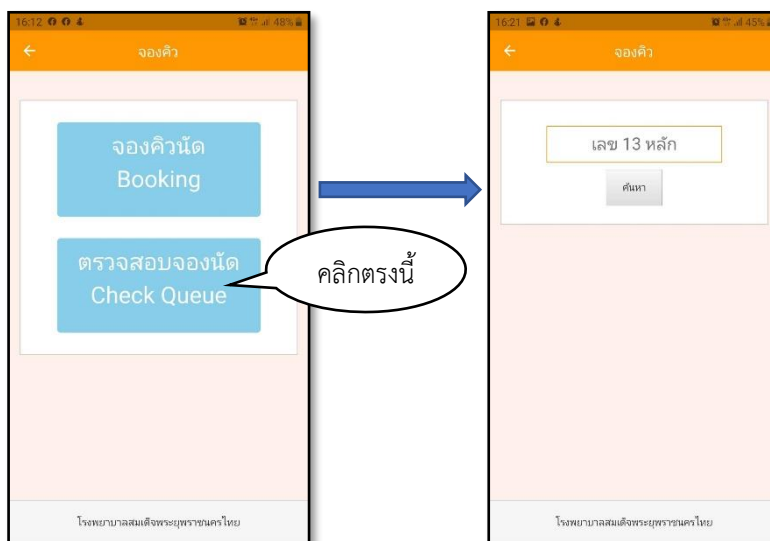 16:12
48%
จองคิว
จองคิวนัด
Booking
ตรวจสอบจองนัด
Check Queue
โรงพยาบาลสมเด็จพระยุพราชนครไทย
คลิกตรงนี้
16:21
45%
จองคิว
เลข 13 หลัก
ค้นหา
โรงพยาบาลสมเด็จพระยุพราชนครไทย